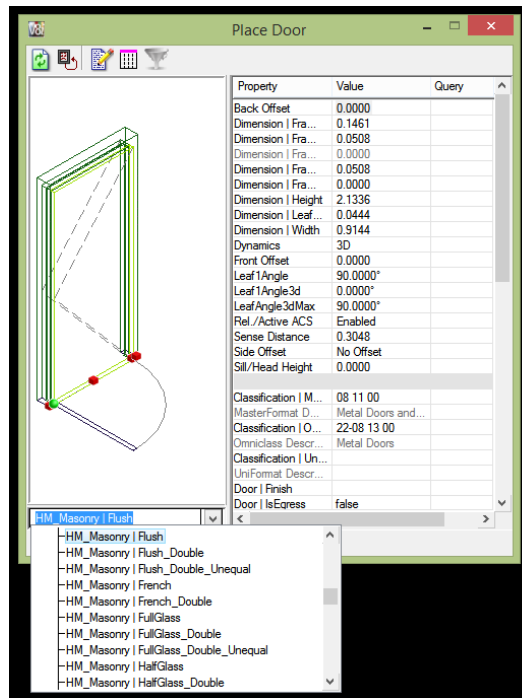 V8i Place Door
Property Value Query
Back Offset 0.0000
Dimension | Fra... 0.1461
Dimension | Fra... 0.0508
Dimension | Fra... 0.0000
Dimension | Fra... 0.0508
Dimension | Fra... 0.0000
Dimension | Height 2.1336
Dimension | Leaf... 0.0444
Dimension | Width 0.9144
Dynamics 3D
Front Offset 0.0000
Leaf1Angle 90.0000°
Leaf1Angle3d 0.0000°
LeafAngle3dMax 90.0000°
Rel./Active ACS Enabled
Sense Distance 0.3048
Side Offset No Offset
Sill/Head Height 0.0000
Classification | M... 08 11 00
MasterFormat D... Metal Doors and...
Classification | O... 22-08 13 00
Omniclass Descr... Metal Doors
Classification | Un...
UniFormat Descr...
Door | Finish
Door | IsEgress false
HM_Masonry | Flush
HM_Masonry | Flush
HM_Masonry | Flush_Double
HM_Masonry | Flush_Double_Unequal
HM_Masonry | French
HM_Masonry | French_Double
HM_Masonry | FullGlass
HM_Masonry | FullGlass_Double
HM_Masonry | FullGlass_Double_Unequal
HM_Masonry | HalfGlass
HM_Masonry | HalfGlass_Double